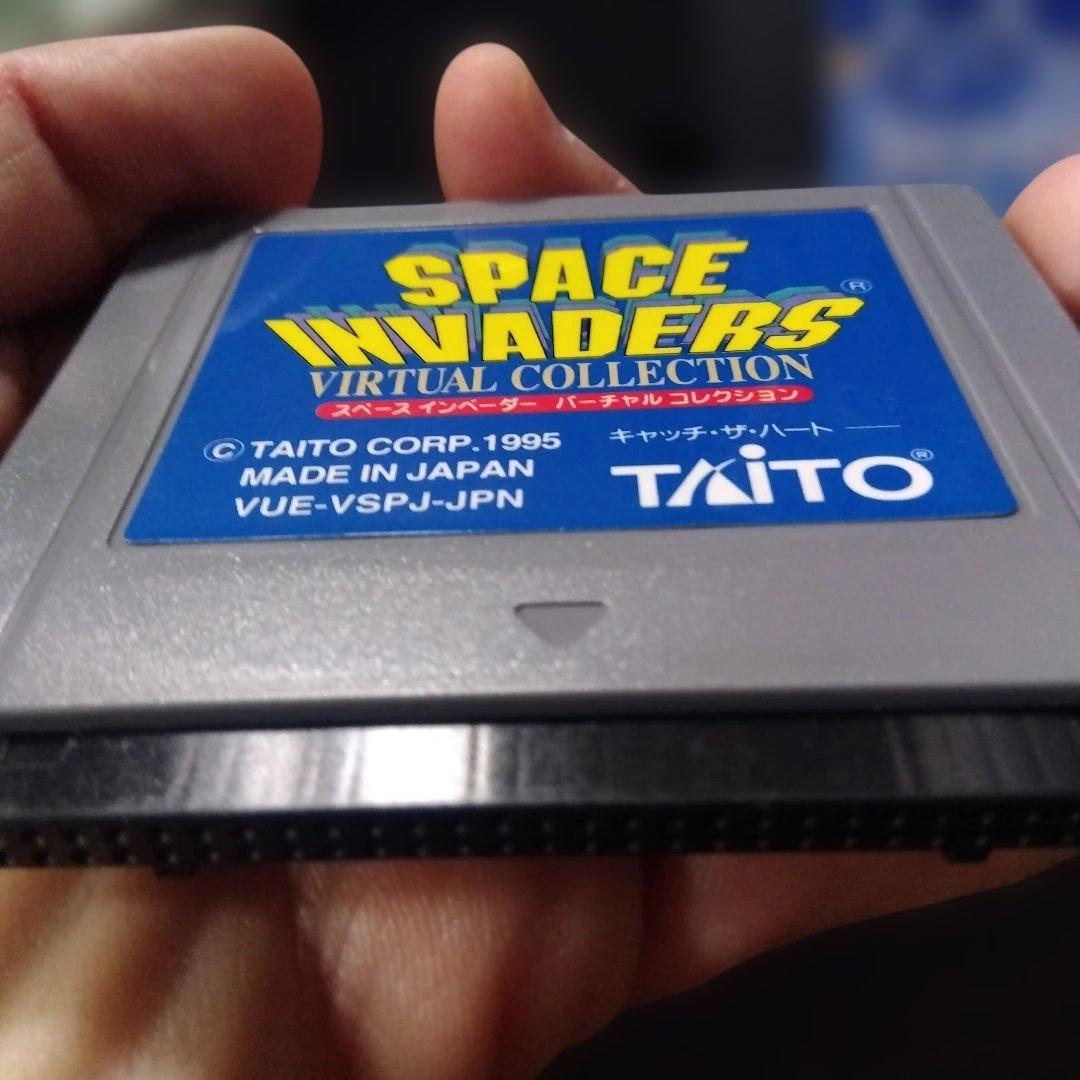 SPACE
INVADERS®
VIRTUAL COLLECTION
スペース インベーダー バーチャル コレクション
© TAITO CORP.1995
MADE IN JAPAN
VUE-VSPJ-JPN
キャッチ・ザ・ハート
TAITO®